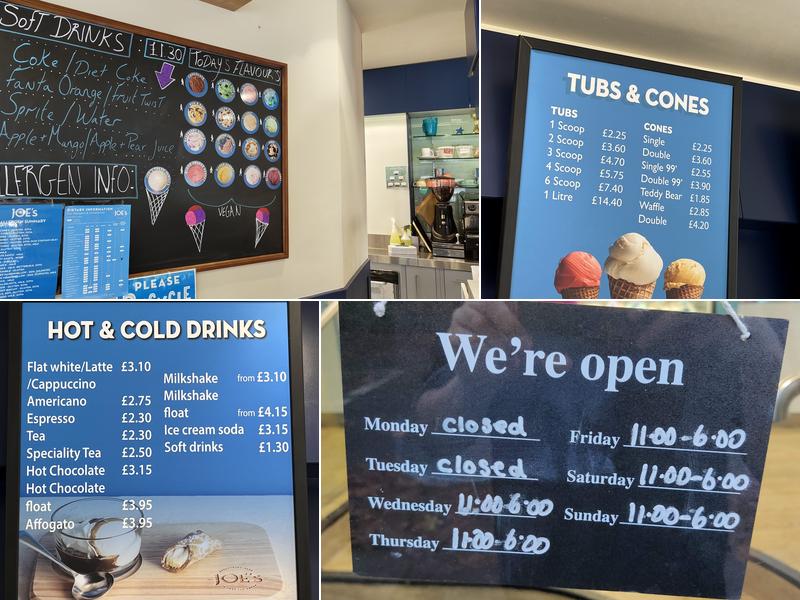 SOFT DRINKS
£1.30
TODAY'S FLAVOURS
Coke / Diet Coke
Fanta Orange / Fruit Twist
Sprite / Water
Apple + Mango / Apple + Pear Juice
ALLERGEN INFO.
VEGAN
JOE's
ALLERGEN SUMMARY
DIETARY INFORMATION
JOE's
PLEASE
TUBS & CONES
TUBS
1 Scoop £2.25
2 Scoop £3.60
3 Scoop £4.70
4 Scoop £5.75
6 Scoop £7.40
1 Litre £14.40
CONES
Single £2.25
Double £3.60
Single 99' £2.55
Double 99' £3.90
Teddy Bear £1.85
Waffle £2.85
Double £4.20
HOT & COLD DRINKS
Flat white/Latte £3.10
/Cappuccino
Americano £2.75
Espresso £2.30
Tea £2.30
Speciality Tea £2.50
Hot Chocolate £3.15
Hot Chocolate
float £3.95
Affogato £3.95
Milkshake from £3.10
Milkshake
float from £4.15
Ice cream soda £3.15
Soft drinks £1.30
JOE's
We're open
Monday closed
Tuesday closed
Wednesday 11.00-6.00
Thursday 11.00-6.00
Friday 11.00-6.00
Saturday 11.00-6.00
Sunday 11.00-6.00